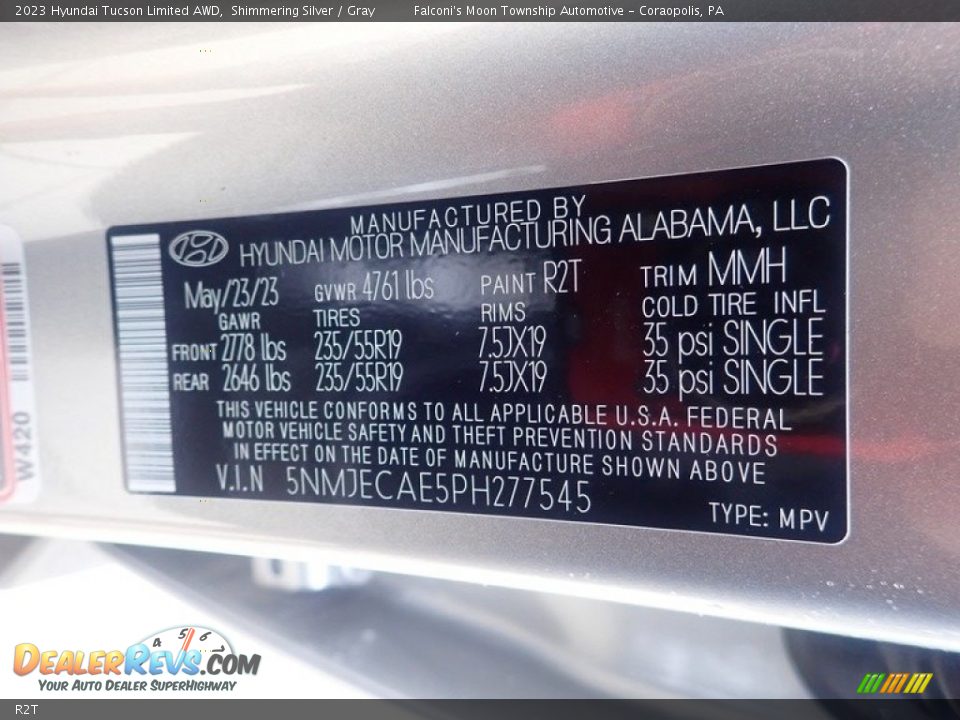 2023 Hyundai Tucson Limited AWD, Shimmering Silver / Gray Falconi's Moon Township Automotive - Coraopolis, PA
MANUFACTURED BY
HYUNDAI MOTOR MANUFACTURING ALABAMA, LLC
May/23/23 GVWR 4761 lbs PAINT R2T TRIM MMH
GAWR TIRES RIMS COLD TIRE INFL
FRONT 2778 lbs 235/55R19 7.5JX19 35 psi SINGLE
REAR 2646 lbs 235/55R19 7.5JX19 35 psi SINGLE
THIS VEHICLE CONFORMS TO ALL APPLICABLE U.S.A. FEDERAL
MOTOR VEHICLE SAFETY AND THEFT PREVENTION STANDARDS
IN EFFECT ON THE DATE OF MANUFACTURE SHOWN ABOVE
V.I.N 5NMJECAE5PH277545
TYPE: MPV
W420
4 5 6
DEALERREVS.COM
YOUR AUTO DEALER SUPERHIGHWAY
R2T